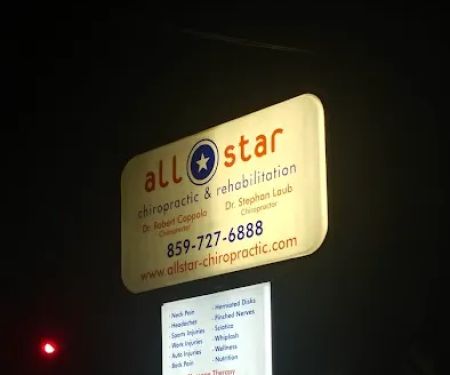 all star
chiropractic & rehabilitation
Dr. Robert Coppola Dr. Stephan Laub
Chiropractor Chiropractor
859-727-6888
www.allstar-chiropractic.com
· Neck Pain · Herniated Disks
· Headaches · Pinched Nerves
· Sports Injuries · Sciatica
· Work Injuries · Whiplash
· Auto Injuries · Wellness
· Back Pain · Nutrition
Therapy